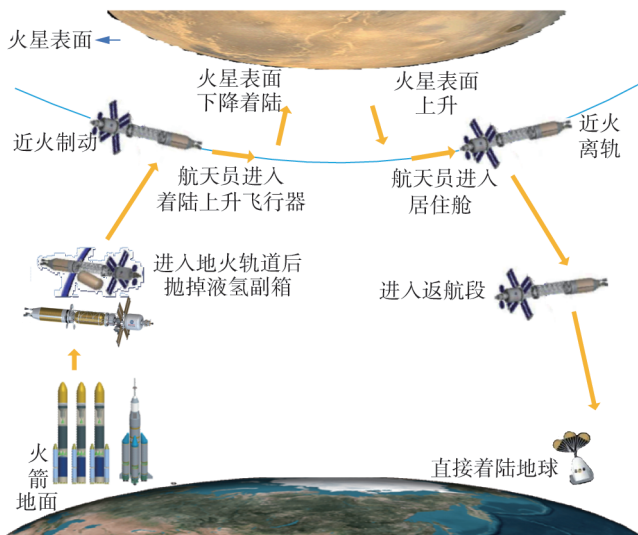 火星表面
火星表面
下降着陆
火星表面
上升
近火制动
近火
离轨
航天员进入
着陆上升飞行器
航天员进入
居住舱
进入地火轨道后
抛掉液氢副箱
进入返航段
火
箭
地面
直接着陆地球